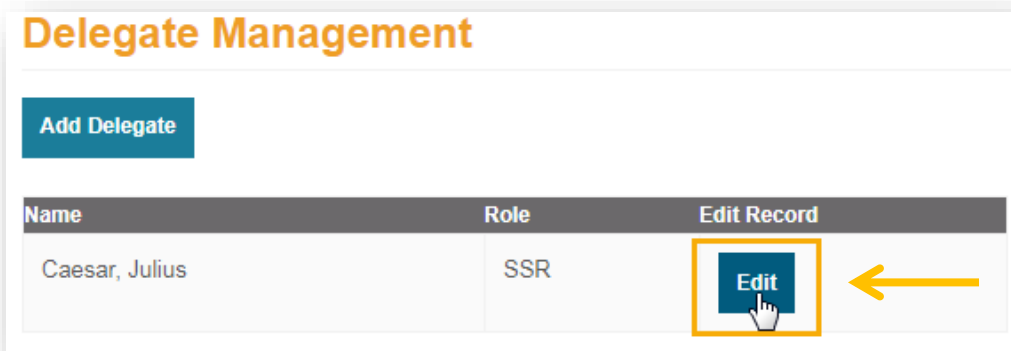 Delegate Management
Add Delegate
Name Role Edit Record
Caesar, Julius SSR Edit